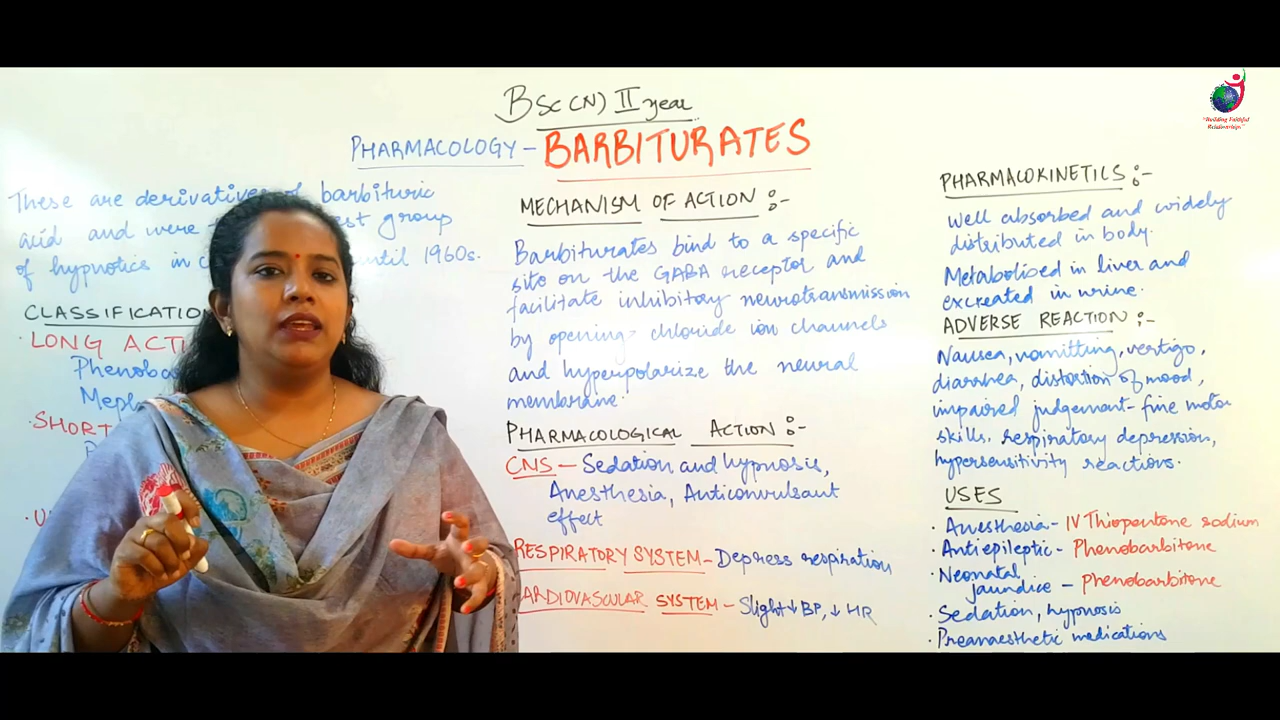 BSc (N) II year
PHARMACOLOGY - BARBITURATES
These are derivatives of barbituric
acid and were group
of hypnotics in until 1960s.
CLASSIFICATION
LONG
SHORT
MECHANISM OF ACTION :-
Barbiturates bind to a specific
site on the GABA receptor and
facilitate inhibitory neurotransmission
by opening chloride ion channels
and hyperpolarize the neural
membrane.
PHARMACOLOGICAL ACTION :-
CNS - Sedation and hypnosis,
Anesthesia, Anticonvulsant
effect
RESPIRATORY SYSTEM - Depress respiration
CARDIOVASCULAR SYSTEM - Slight ↓ BP, ↓ HR
PHARMACOKINETICS :-
Well absorbed and widely
distributed in body.
Metabolised in liver and
excreated in urine.
ADVERSE REACTION :-
Nausea, vomitting, vertigo,
diarrhea, distortion of mood,
impaired judgement - fine motor
skills, respiratory depression,
hypersensitivity reactions.
USES
· Anesthesia - IV Thiopentone sodium
· Antiepileptic - Phenobarbitone
· Neonatal
jaundice - Phenobarbitone
· Sedation, hypnosis
· Preanaesthetic medications
"Building Faithful
Relationships"